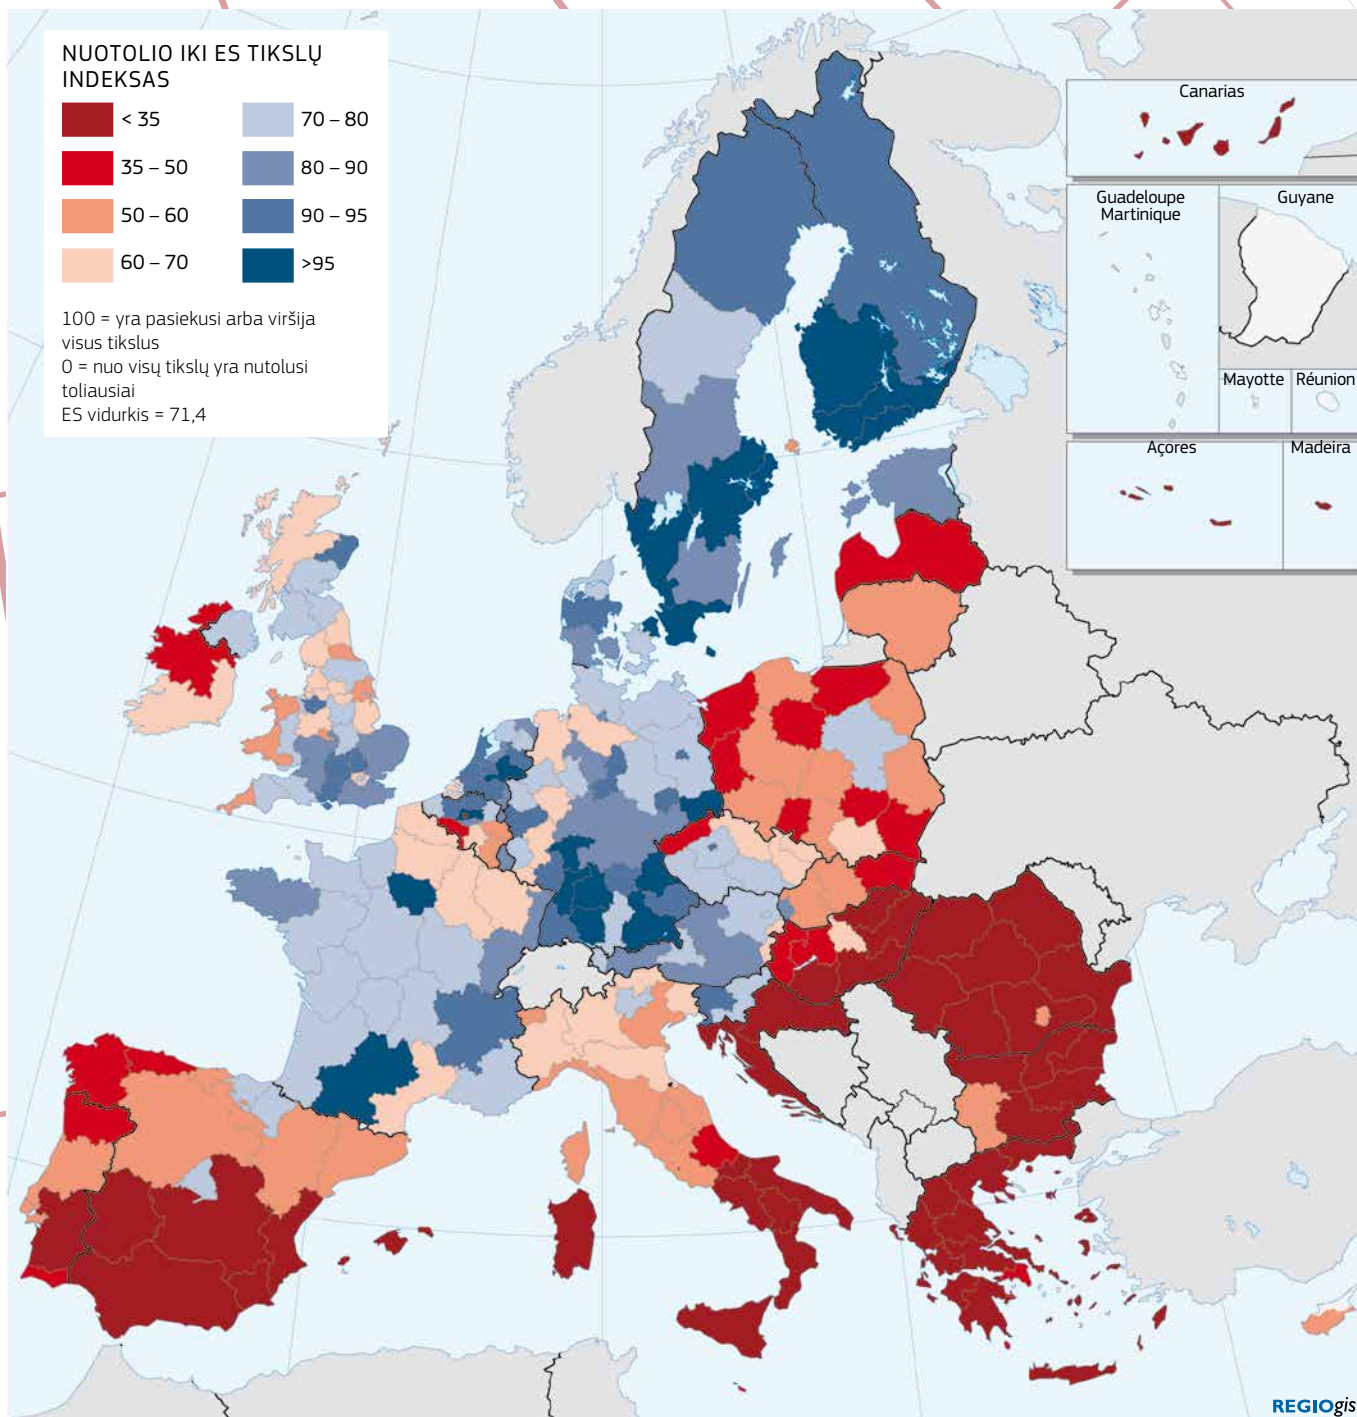 NUOTOLIO IKI ES TIKSLŲ
INDEKSAS
< 35
35 – 50
50 – 60
60 – 70
70 – 80
80 – 90
90 – 95
>95
100 = yra pasiekusi arba viršija
visus tikslus
0 = nuo visų tikslų yra nutolusi
toliausiai
ES vidurkis = 71,4
Canarias
Guadeloupe
Martinique
Guyane
Mayotte
Réunion
Açores
Madeira
REGIOgis